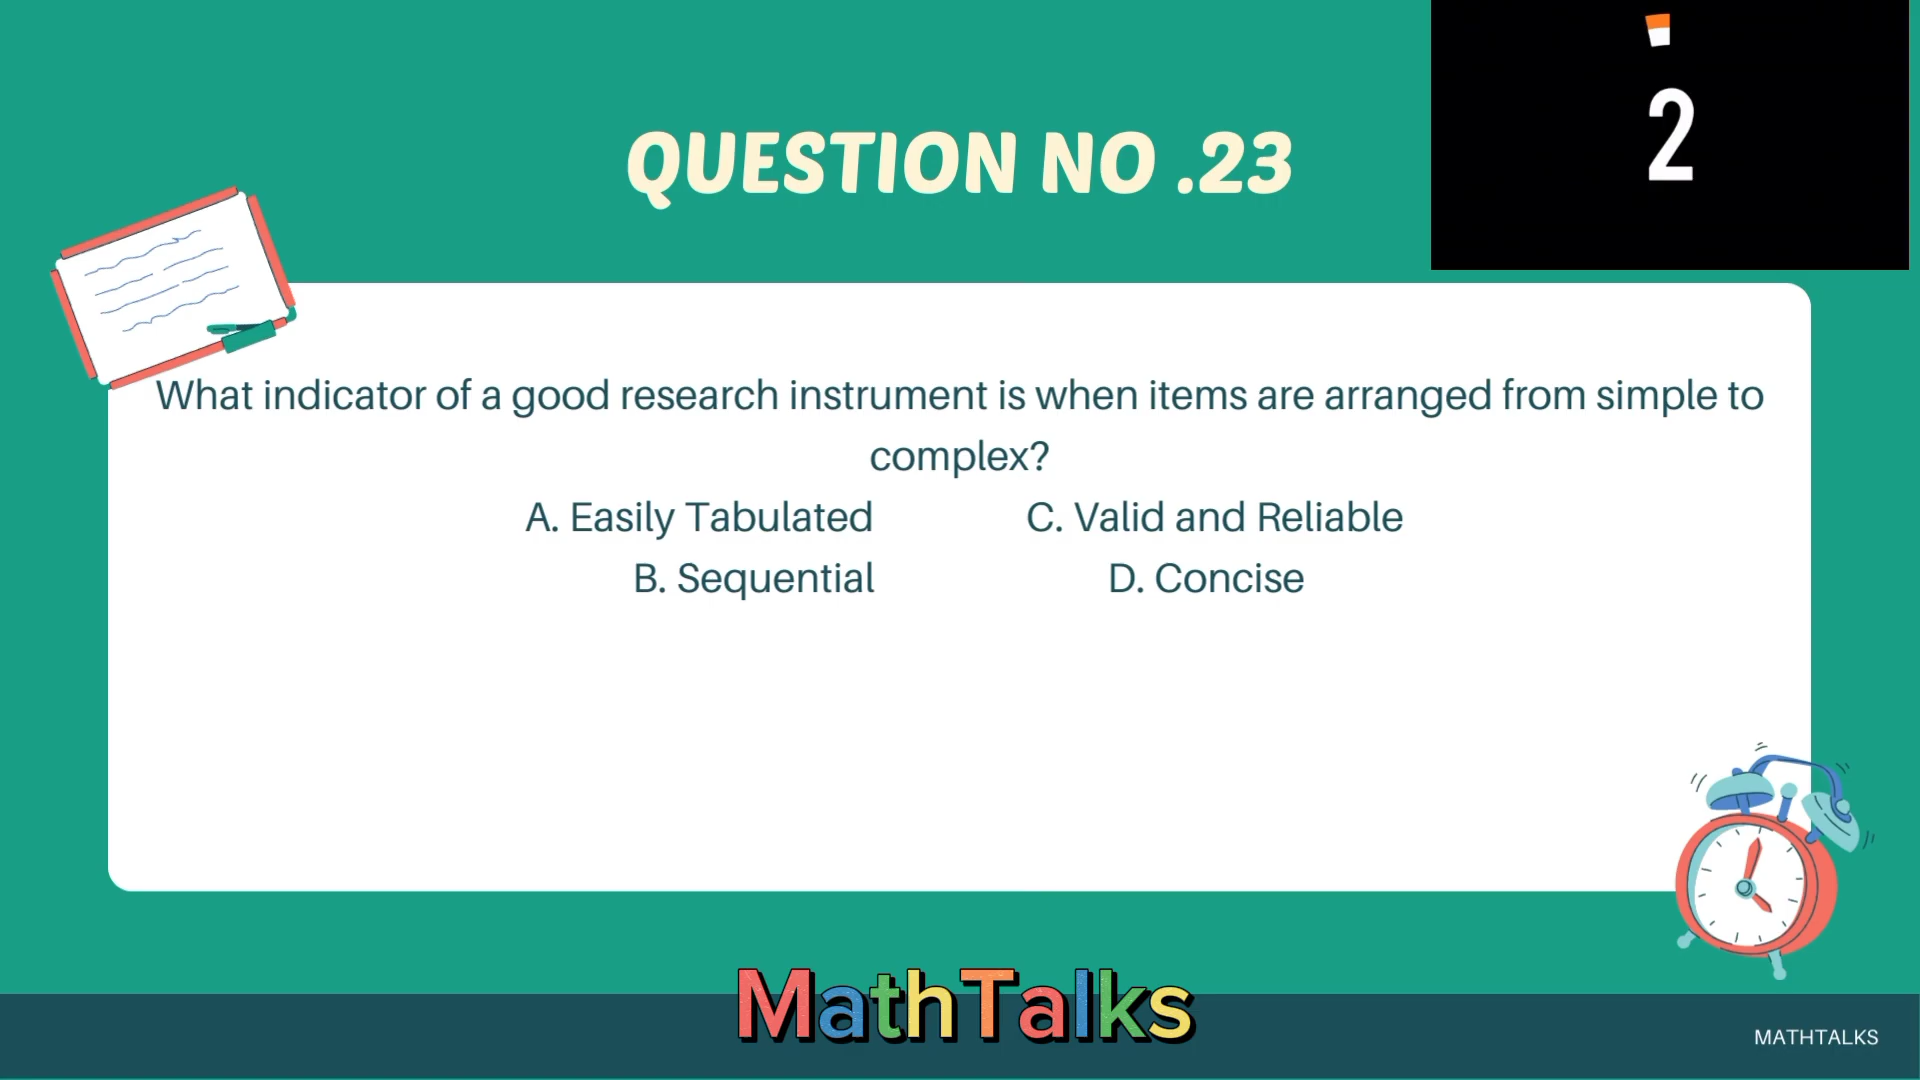 2
QUESTION NO .23
What indicator of a good research instrument is when items are arranged from simple to
complex?
A. Easily Tabulated C. Valid and Reliable
B. Sequential D. Concise
MathTalks
MATHTALKS